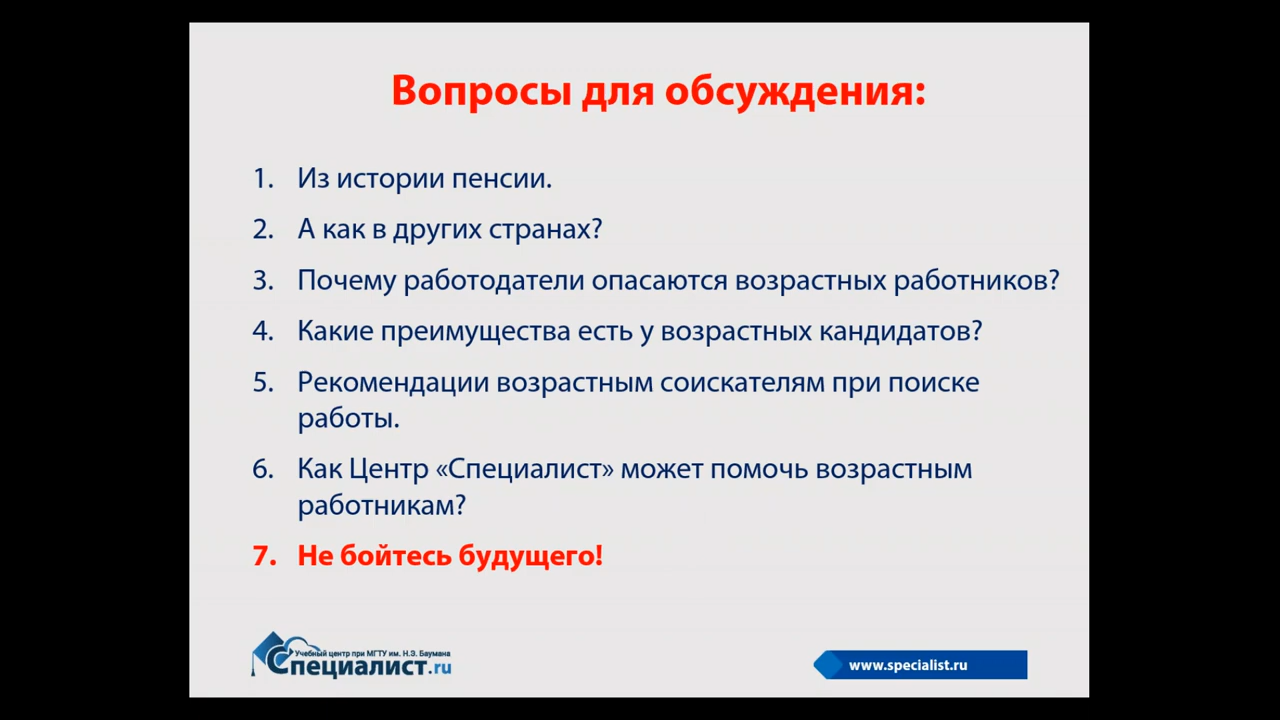 Вопросы для обсуждения:
1. Из истории пенсии.
2. А как в других странах?
3. Почему работодатели опасаются возрастных работников?
4. Какие преимущества есть у возрастных кандидатов?
5. Рекомендации возрастным соискателям при поиске
работы.
6. Как Центр «Специалист» может помочь возрастным
работникам?
7. Не бойтесь будущего!
Учебный центр при МГТУ им. Н.Э. Баумана
Специалист.ru
www.specialist.ru